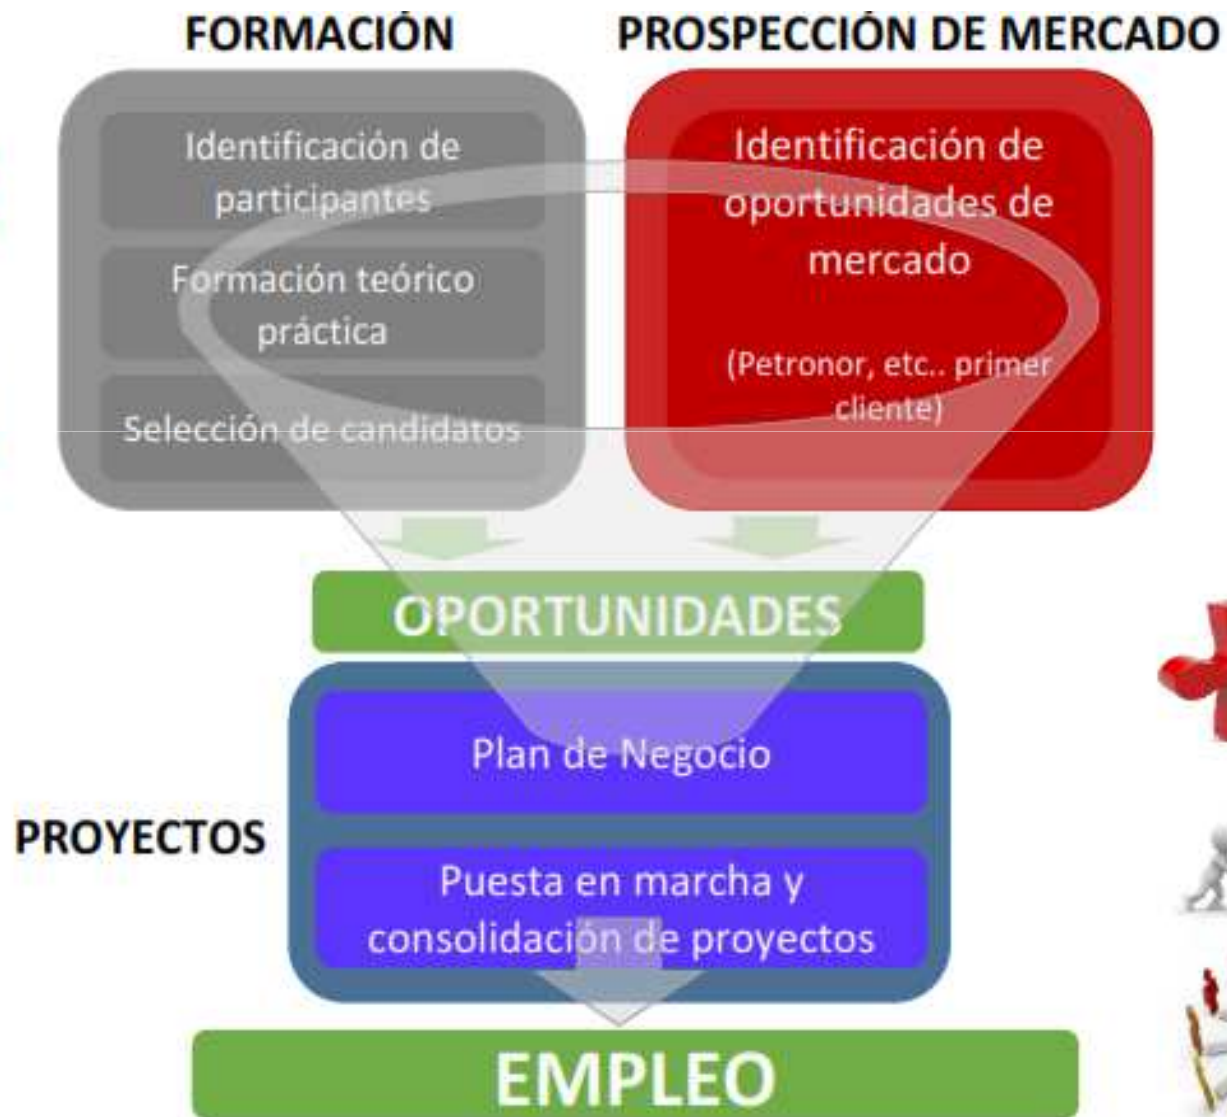 FORMACIÓN
PROSPECCIÓN DE MERCADO
Identificación de
participantes
Formación teórico
práctica
Selección de candidatos
Identificación de
oportunidades de
mercado
(Petronor, etc.. primer
cliente)
OPORTUNIDADES
PROYECTOS
Plan de Negocio
Puesta en marcha y
consolidación de proyectos
EMPLEO